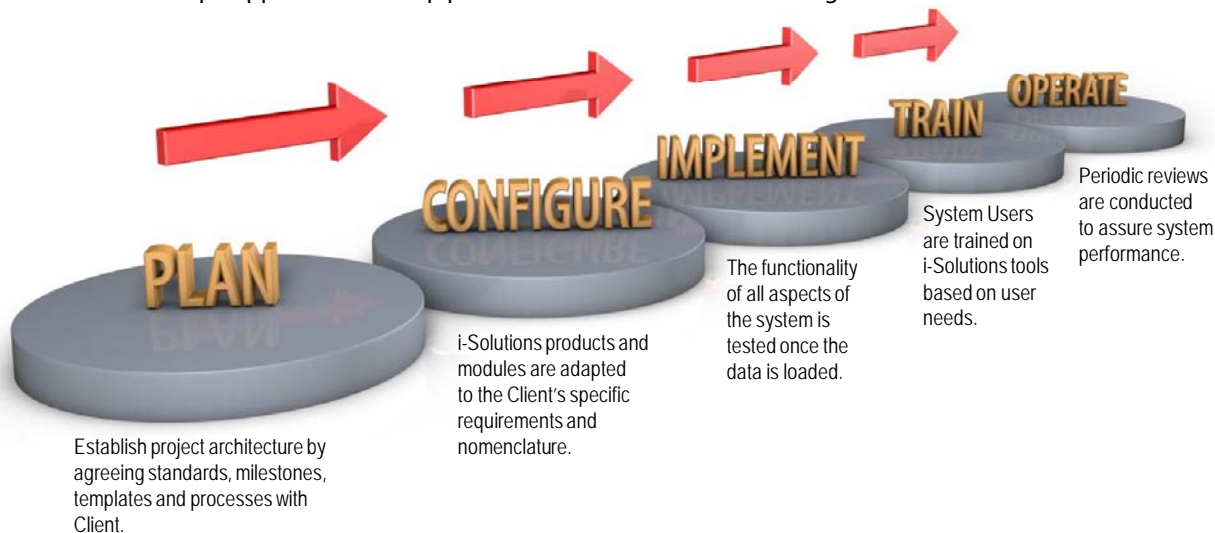 PLAN
Establish project architecture by
agreeing standards, milestones,
templates and processes with
Client.
CONFIGURE
i-Solutions products and
modules are adapted
to the Client's specific
requirements and
nomenclature.
IMPLEMENT
The functionality
of all aspects of
the system is
tested once the
data is loaded.
TRAIN
System Users
are trained on
i-Solutions tools
based on user
needs.
OPERATE
Periodic reviews
are conducted
to assure system
performance.